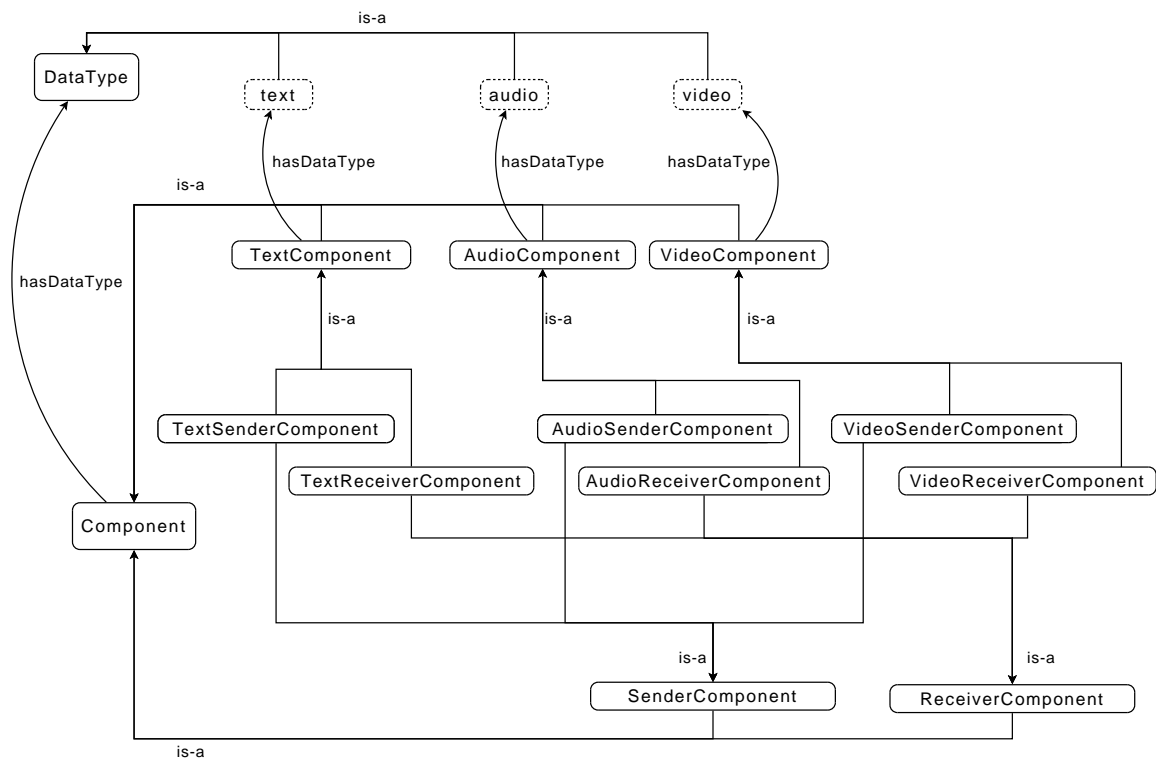 is-a
DataType
text
audio
video
hasDataType
hasDataType
hasDataType
is-a
TextComponent
AudioComponent
VideoComponent
hasDataType
is-a
is-a
is-a
TextSenderComponent
AudioSenderComponent
VideoSenderComponent
TextReceiverComponent
AudioReceiverComponent
VideoReceiverComponent
Component
is-a
is-a
SenderComponent
ReceiverComponent
is-a